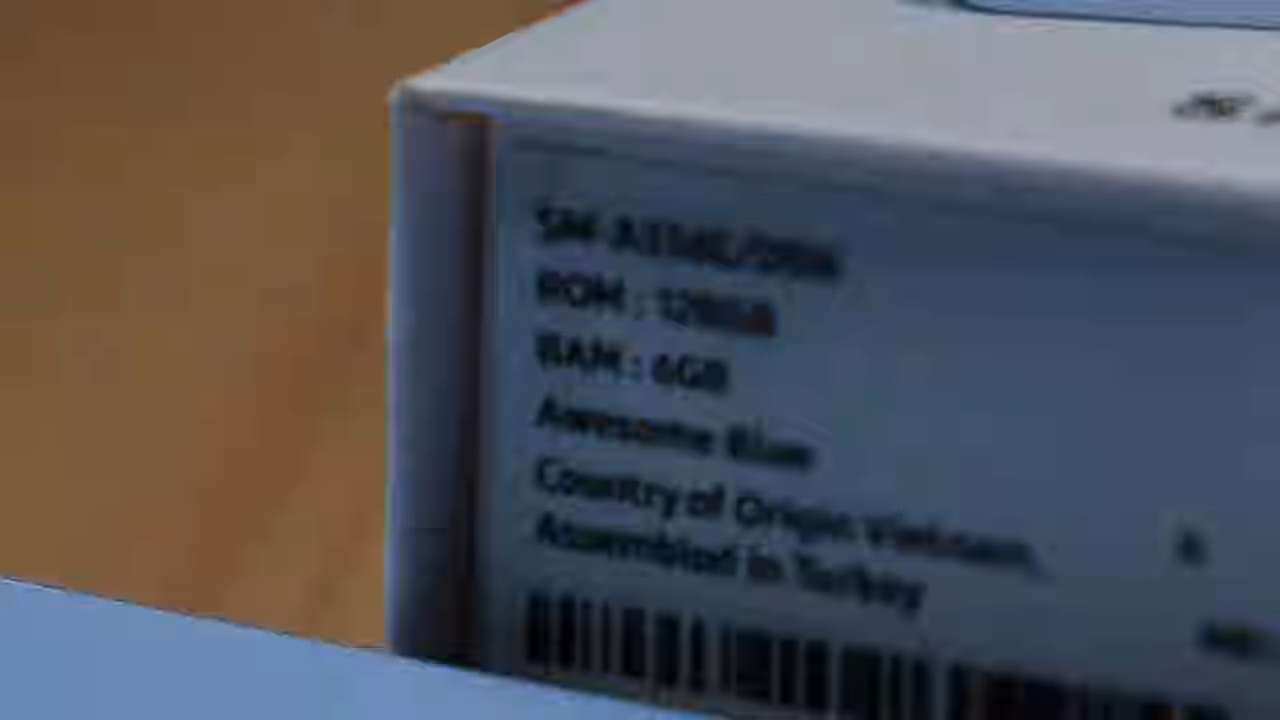 ROM : 128GB
RAM : 6GB
Awesome Blue
Country of Origin Vietnam,
Assembled in Turkey